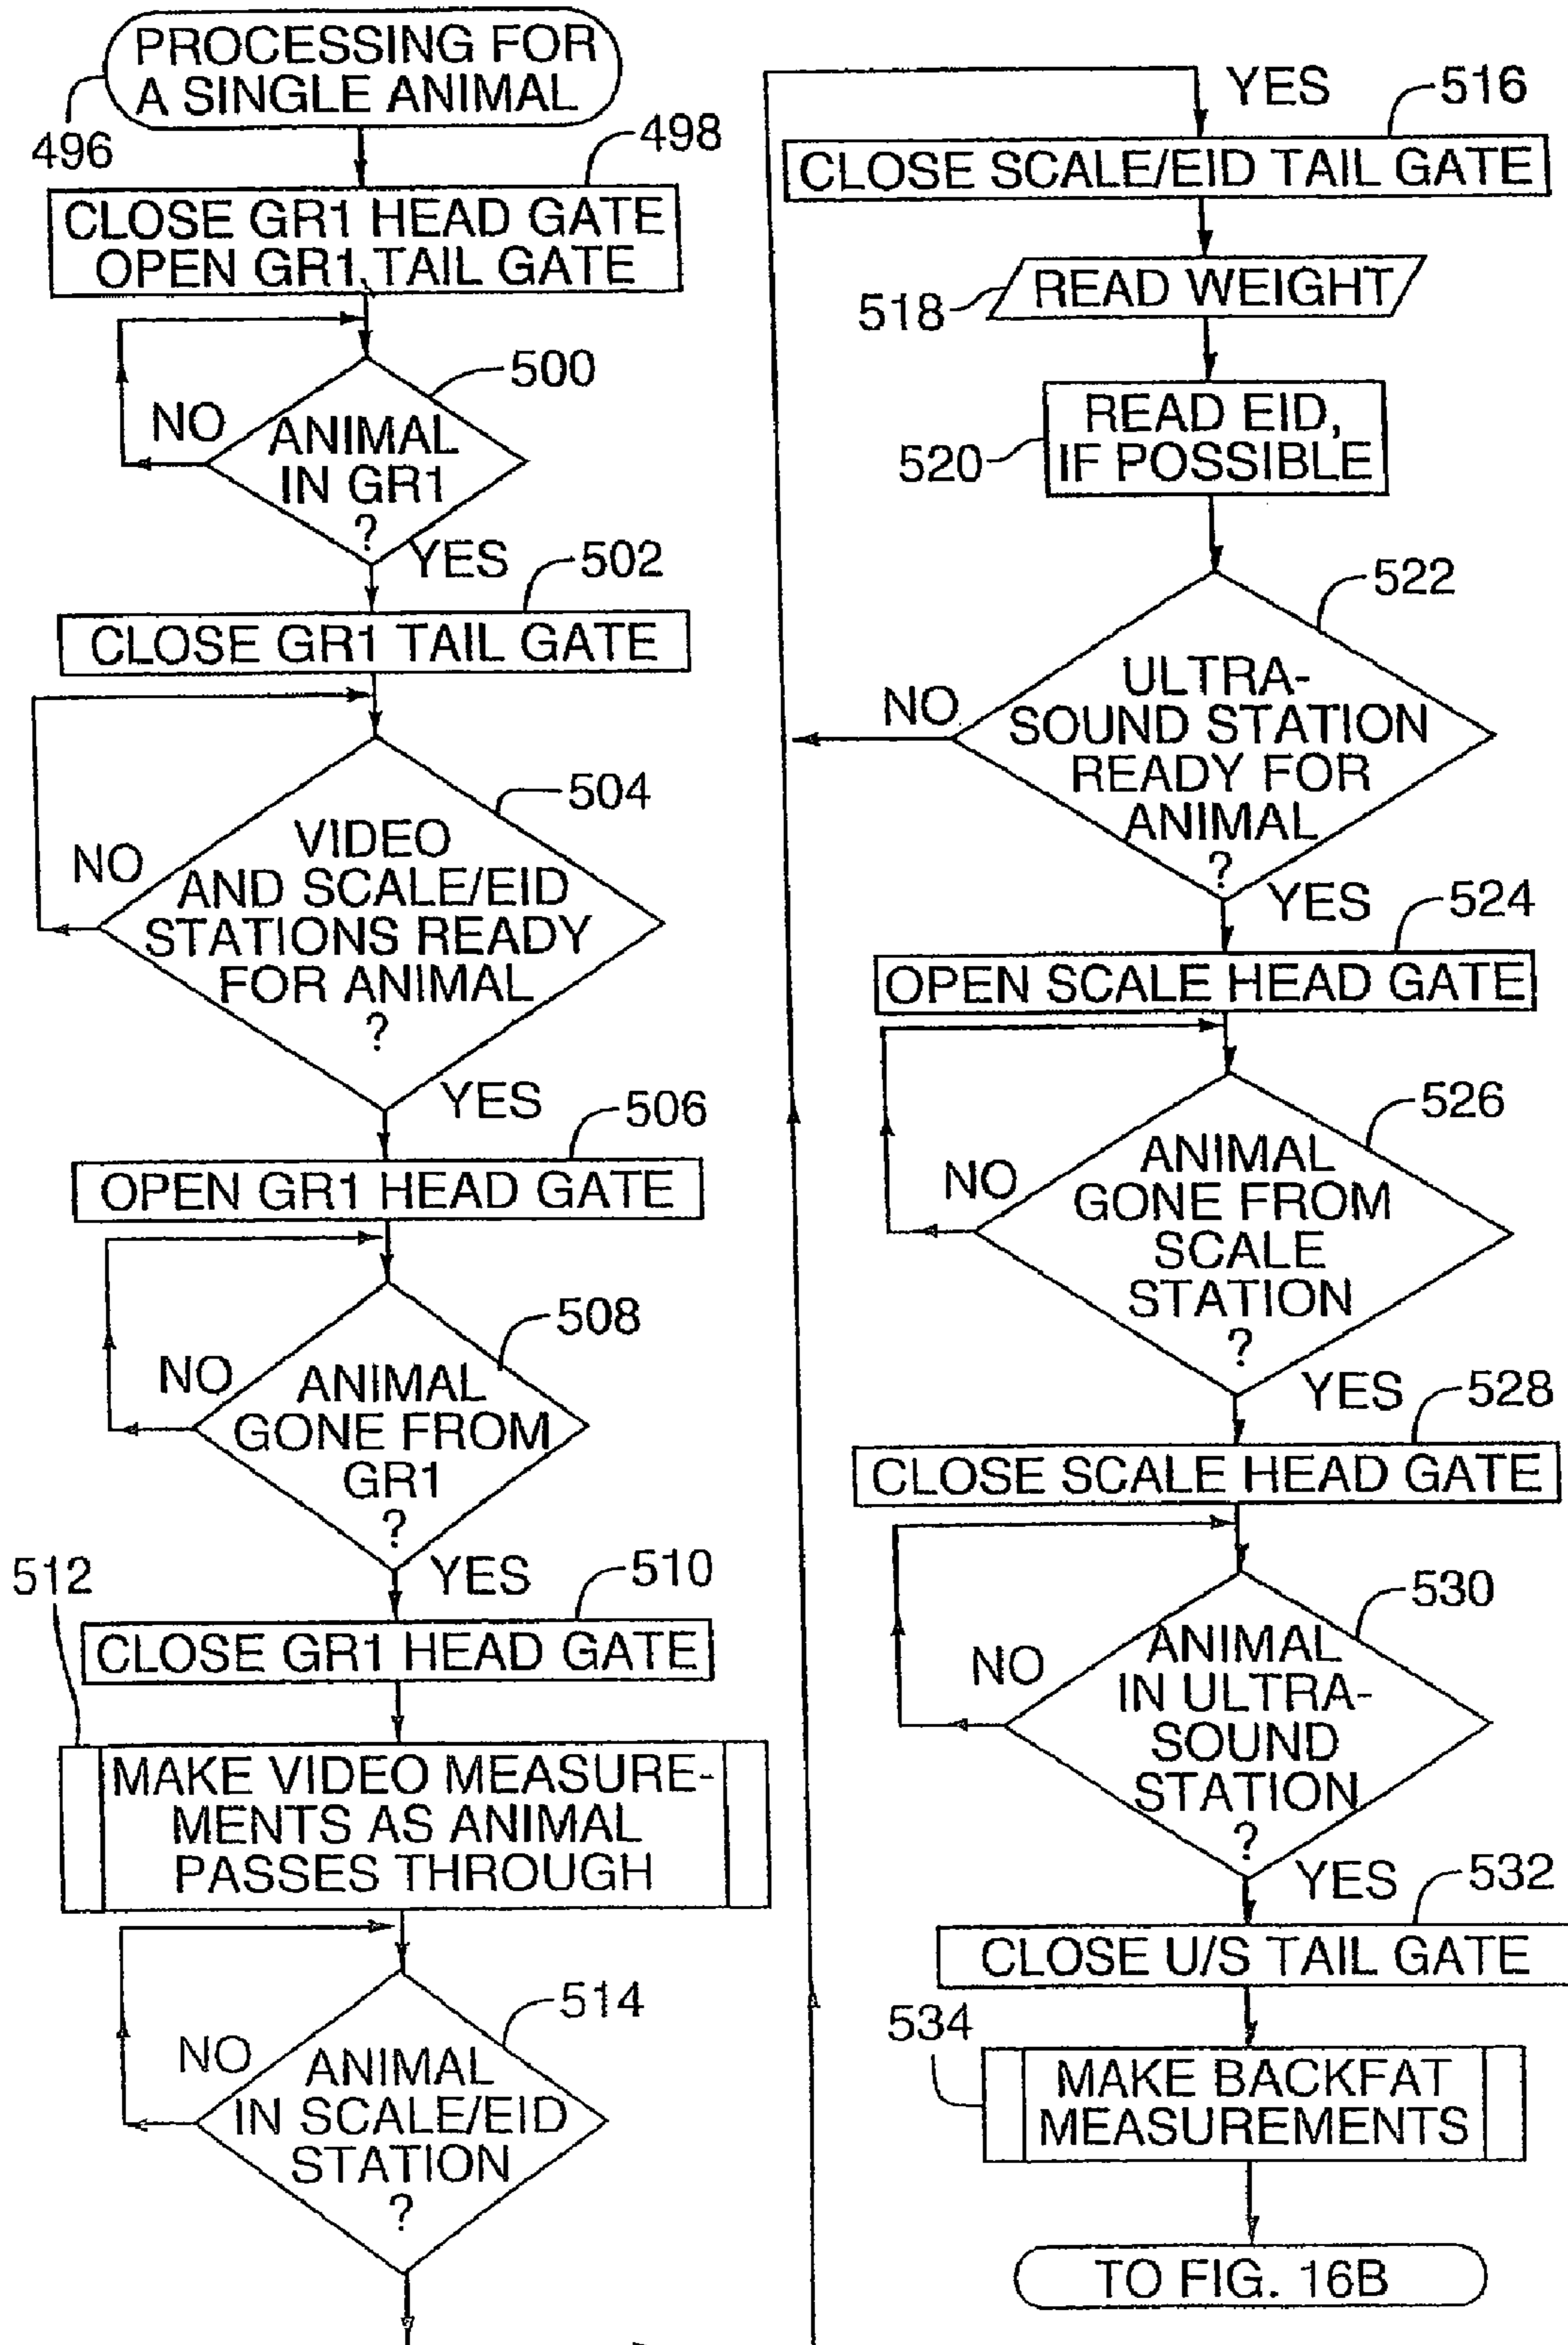 PROCESSING FOR
A SINGLE ANIMAL
496
498
CLOSE GR1 HEAD GATE
OPEN GR1 TAIL GATE
500
NO
ANIMAL
IN GR1
?
YES
502
CLOSE GR1 TAIL GATE
504
NO
VIDEO
AND SCALE/EID
STATIONS READY
FOR ANIMAL
?
YES
506
OPEN GR1 HEAD GATE
508
NO
ANIMAL
GONE FROM
GR1
?
YES
512
510
CLOSE GR1 HEAD GATE
MAKE VIDEO MEASURE-
MENTS AS ANIMAL
PASSES THROUGH
514
NO
ANIMAL
IN SCALE/EID
STATION
?
YES
516
CLOSE SCALE/EID TAIL GATE
518
READ WEIGHT
520
READ EID,
IF POSSIBLE
522
NO
ULTRA-
SOUND STATION
READY FOR
ANIMAL
?
YES
524
OPEN SCALE HEAD GATE
526
NO
ANIMAL
GONE FROM
SCALE
STATION
?
YES
528
CLOSE SCALE HEAD GATE
530
NO
ANIMAL
IN ULTRA-
SOUND
STATION
?
YES
532
CLOSE U/S TAIL GATE
534
MAKE BACKFAT
MEASUREMENTS
TO FIG. 16B